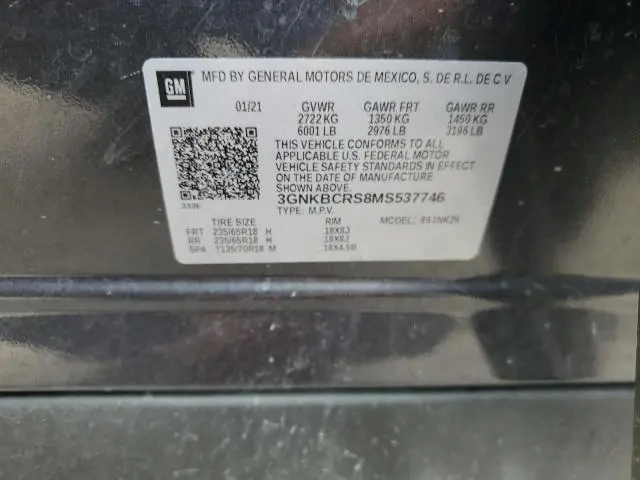 GM MFD BY GENERAL MOTORS DE MEXICO, S. DE R.L. DE C.V
01/21 GVWR GAWR FRT GAWR RR
2722 KG 1350 KG 1450 KG
6001 LB 2976 LB 3196 LB
THIS VEHICLE CONFORMS TO ALL
APPLICABLE U.S. FEDERAL MOTOR
VEHICLE SAFETY STANDARDS IN EFFECT
ON THE DATE OF MANUFACTURE
SHOWN ABOVE.
3GNKBCRS8MS537746
TYPE: M.P.V. MODEL:
TIRE SIZE RIM
FRT 235/65R18 H 18X8J
RR 235/65R18 H 18X8J
SPA T135/70R18 M 18X4.5B